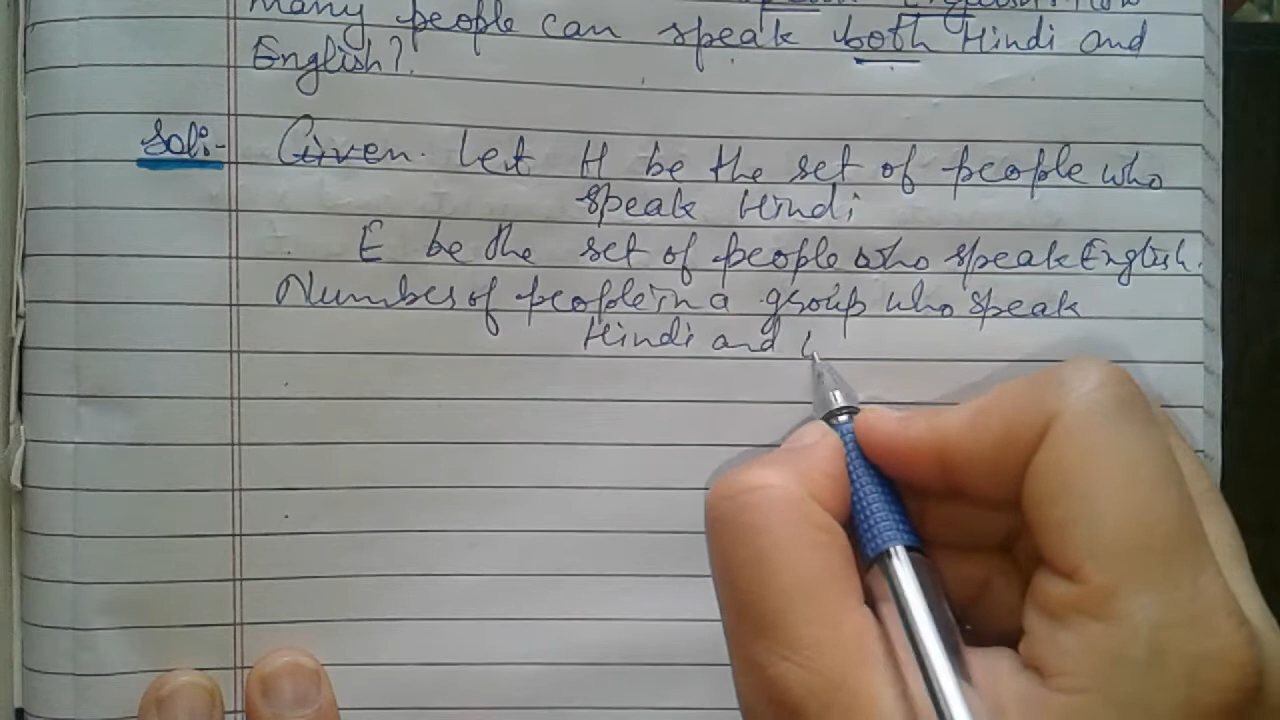 many people can speak both Hindi and
English?
Sol:- Given. Let H be the set of people who
speak Hindi
E be the set of people who speak English.
Number of people in a group who speak
Hindi and